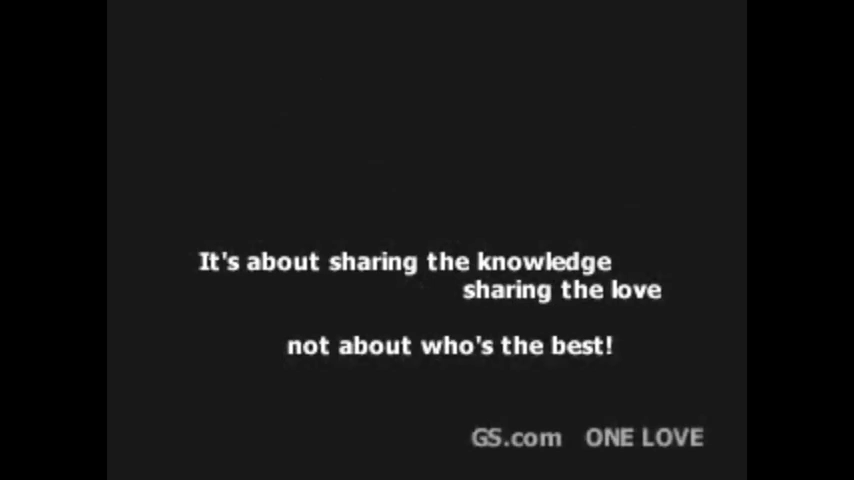 It's about sharing the knowledge
sharing the love
not about who's the best!
GS.com ONE LOVE